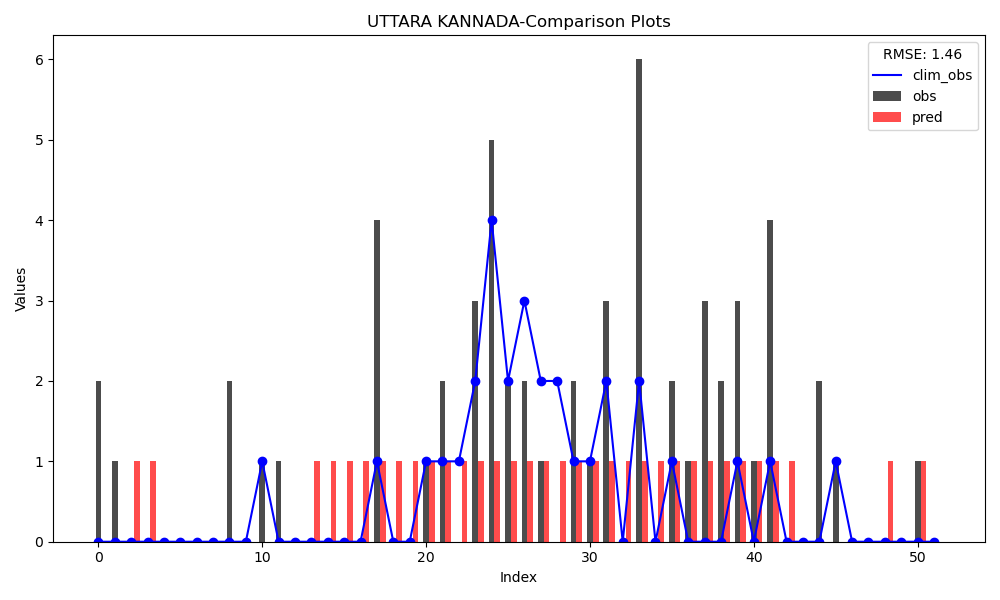 UTTARA KANNADA-Comparison Plots
RMSE: 1.46
clim_obs
obs
pred
6
5
4
3
2
1
0
Values
0 10 20 30 40 50
Index